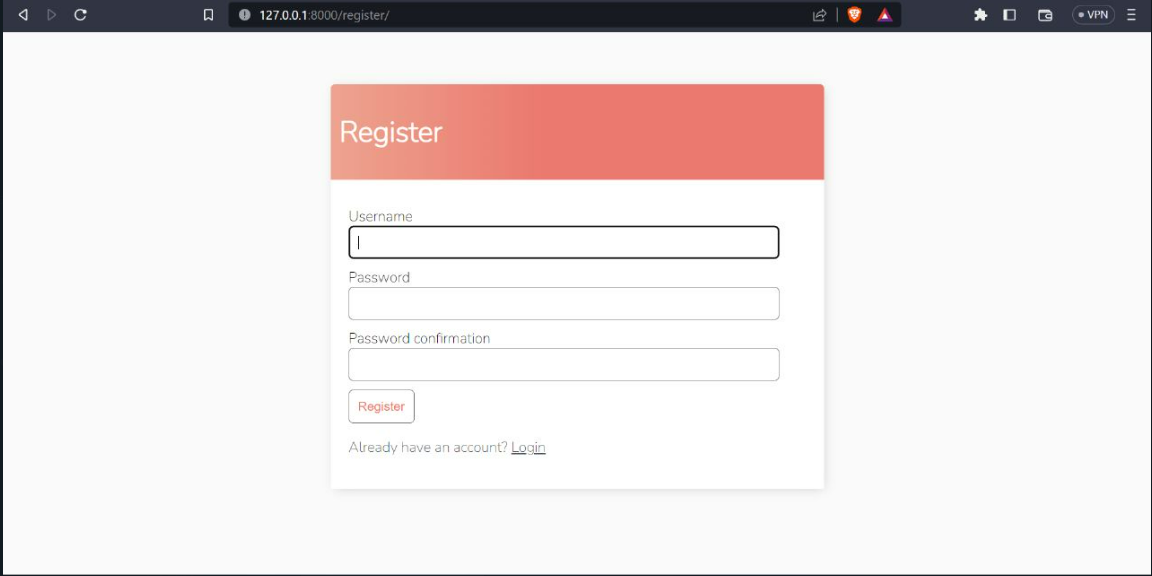 127.0.0.1:8000/register/
VPN
Register
Username
Password
Password confirmation
Register
Already have an account? Login